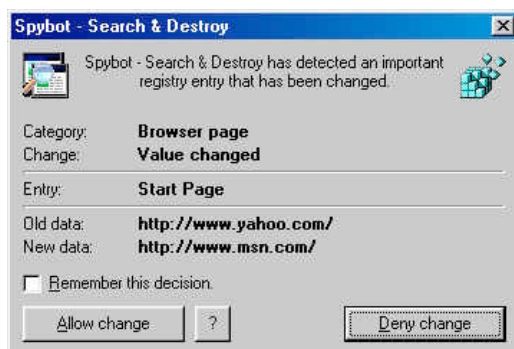 Spybot - Search & Destroy
Spybot - Search & Destroy has detected an important
registry entry that has been changed.
Category: Browser page
Change: Value changed
Entry: Start Page
Old data: http://www.yahoo.com/
New data: http://www.msn.com/
Remember this decision.
Allow change ? Deny change